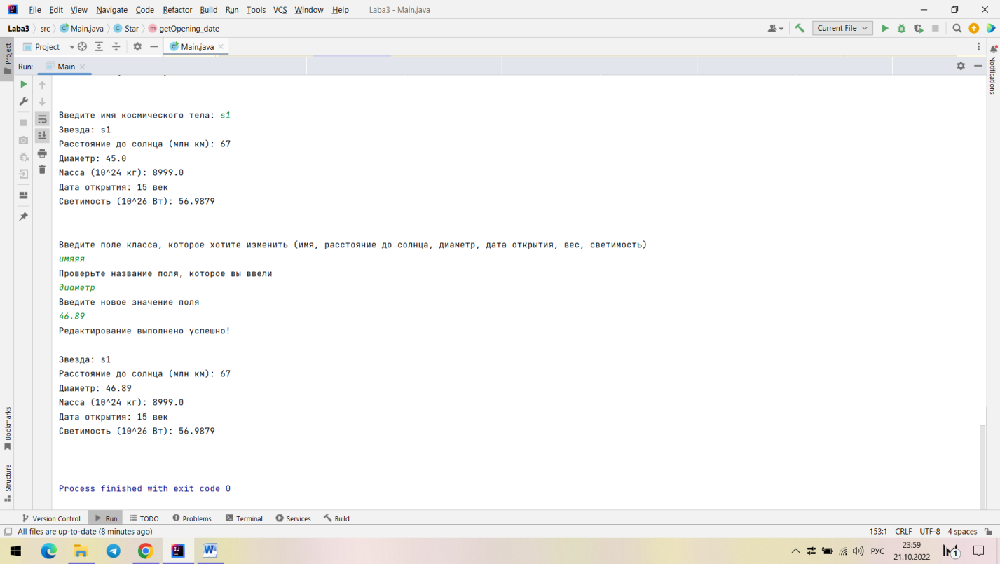 File Edit View Navigate Code Refactor Build Run Tools VCS Window Help Laba3 - Main.java
Laba3 src Main.java Star getOpening_date Current File
Project Main.java
Run: Main
Введите имя космического тела: s1
Звезда: s1
Расстояние до солнца (млн км): 67
Диаметр: 45.0
Масса (10^24 кг): 8999.0
Дата открытия: 15 век
Светимость (10^26 Вт): 56.9879
Введите поле класса, которое хотите изменить (имя, расстояние до солнца, диаметр, дата открытия, вес, светимость)
имяяя
Проверьте название поля, которое вы ввели
диаметр
Введите новое значение поля
46.89
Редактирование выполнено успешно!
Звезда: s1
Расстояние до солнца (млн км): 67
Диаметр: 46.89
Масса (10^24 кг): 8999.0
Дата открытия: 15 век
Светимость (10^26 Вт): 56.9879
Process finished with exit code 0
Project
Bookmarks
Structure
Notifications
Version Control Run TODO Problems Terminal Services Build
All files are up-to-date (8 minutes ago) 153:1 CRLF UTF-8 4 spaces
РУС 23:59
21.10.2022
1